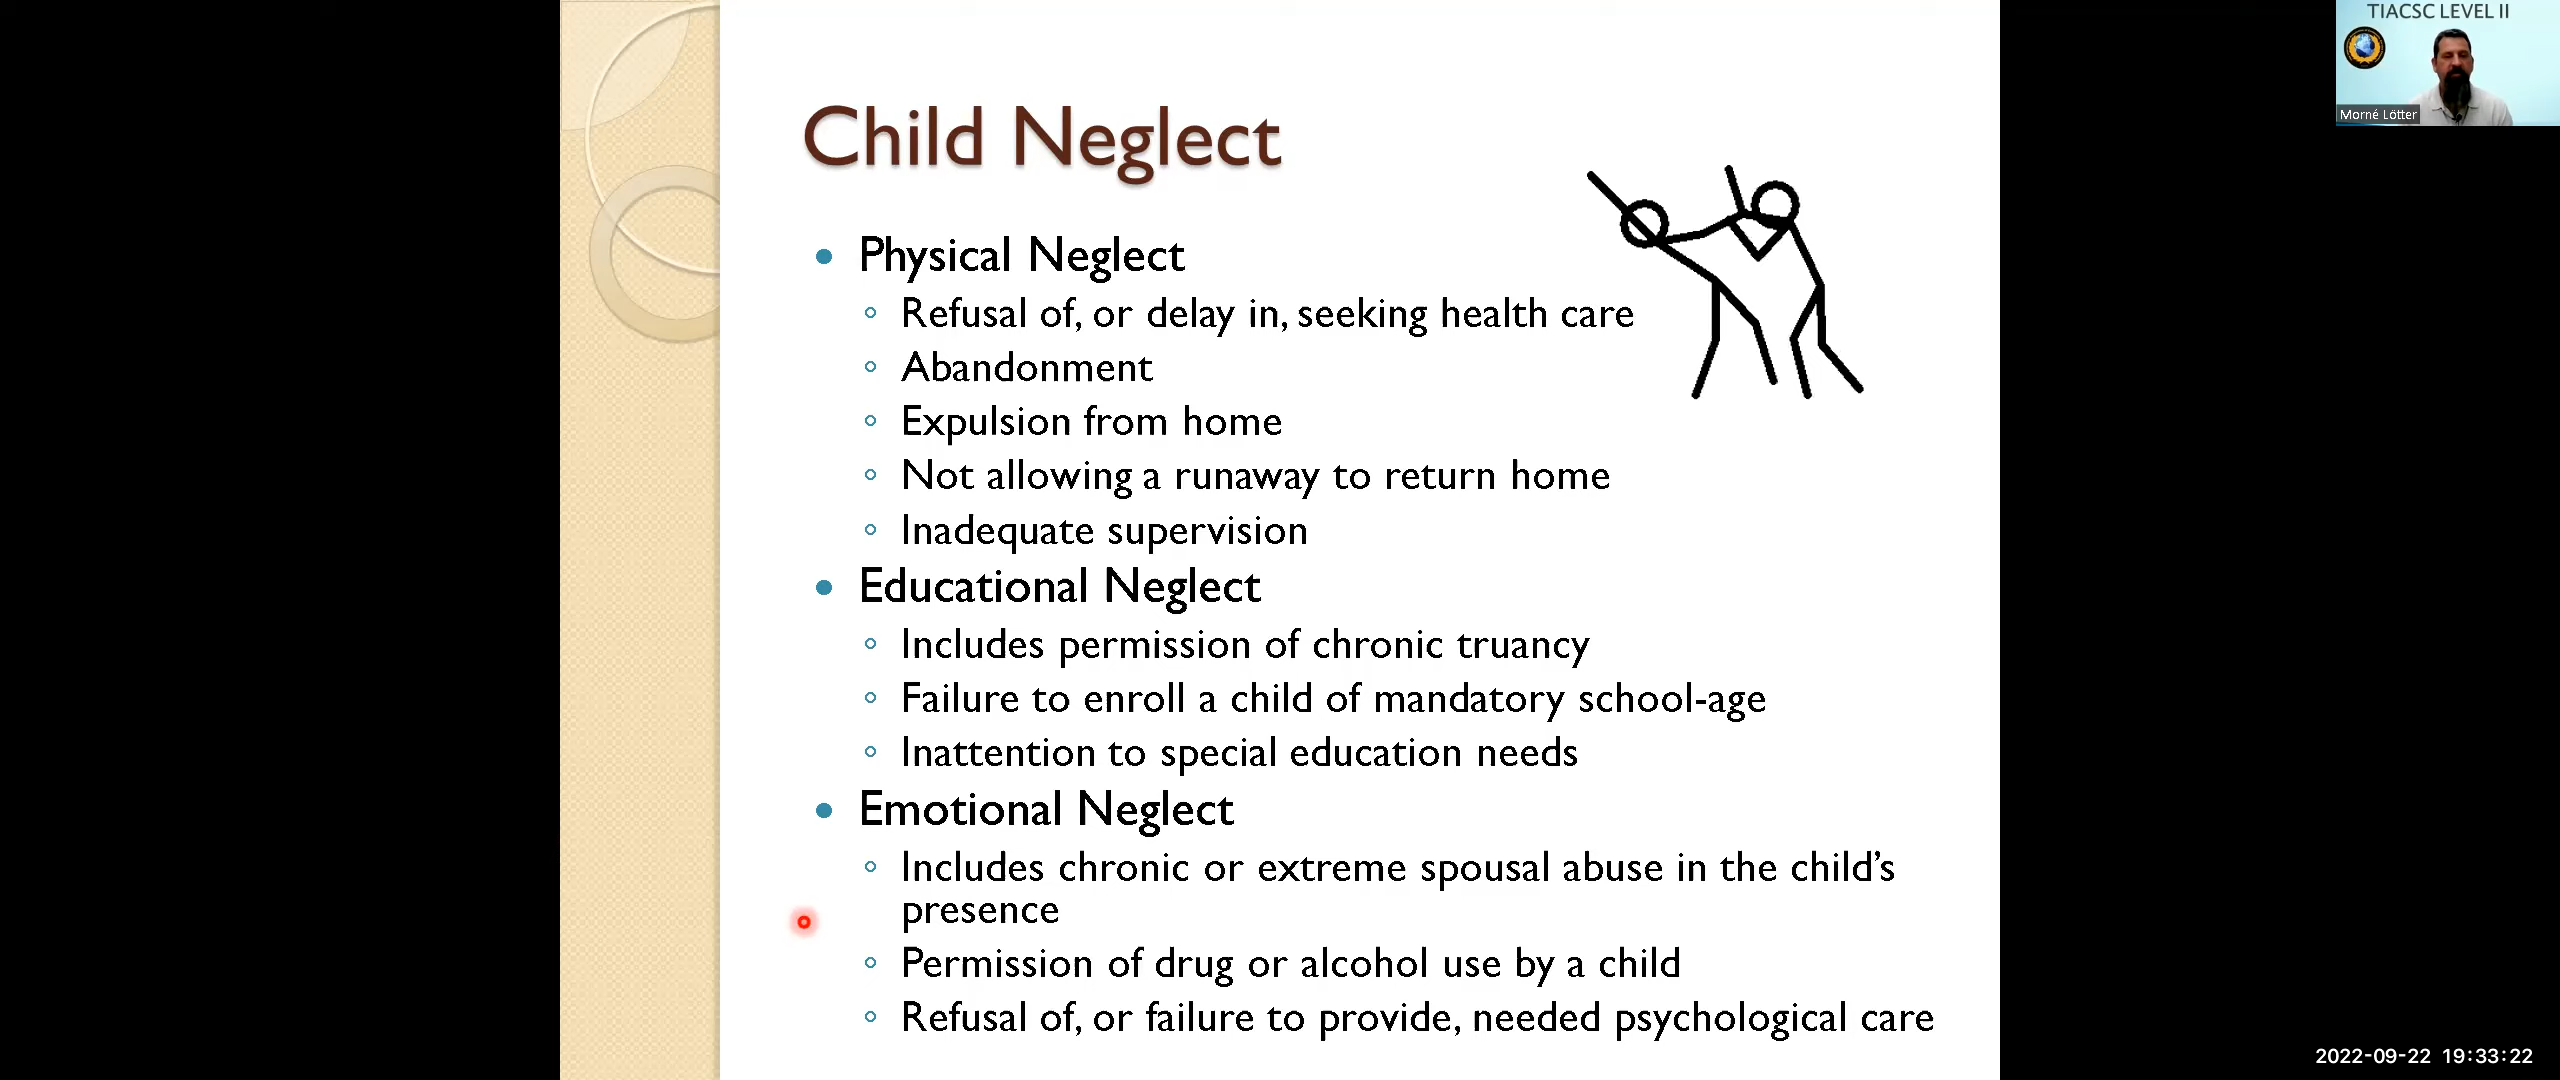 TIACSC LEVEL II
Morné Lötter
Child Neglect
Physical Neglect
Refusal of, or delay in, seeking health care
Abandonment
Expulsion from home
Not allowing a runaway to return home
Inadequate supervision
Educational Neglect
Includes permission of chronic truancy
Failure to enroll a child of mandatory school-age
Inattention to special education needs
Emotional Neglect
Includes chronic or extreme spousal abuse in the child’s
presence
Permission of drug or alcohol use by a child
Refusal of, or failure to provide, needed psychological care
2022-09-22 19:33:22